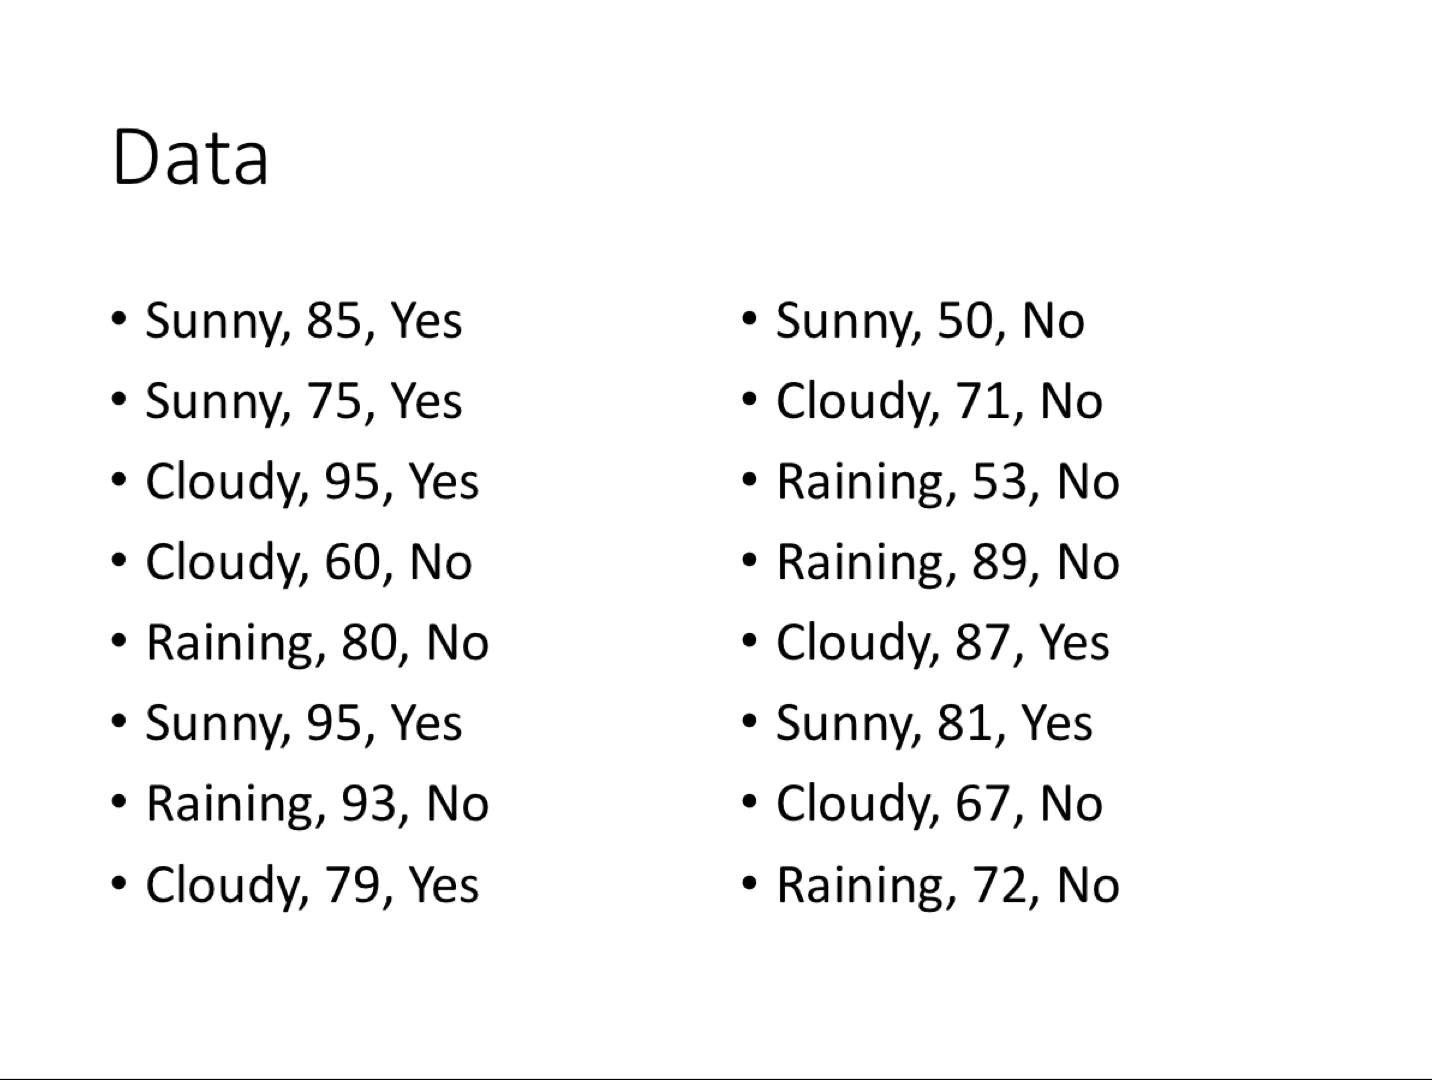 Data
• Sunny, 85, Yes
• Sunny, 75, Yes
• Cloudy, 95, Yes
• Cloudy, 60, No
• Raining, 80, No
• Sunny, 95, Yes
• Raining, 93, No
• Cloudy, 79, Yes
• Sunny, 50, No
• Cloudy, 71, No
• Raining, 53, No
• Raining, 89, No
• Cloudy, 87, Yes
• Sunny, 81, Yes
• Cloudy, 67, No
• Raining, 72, No